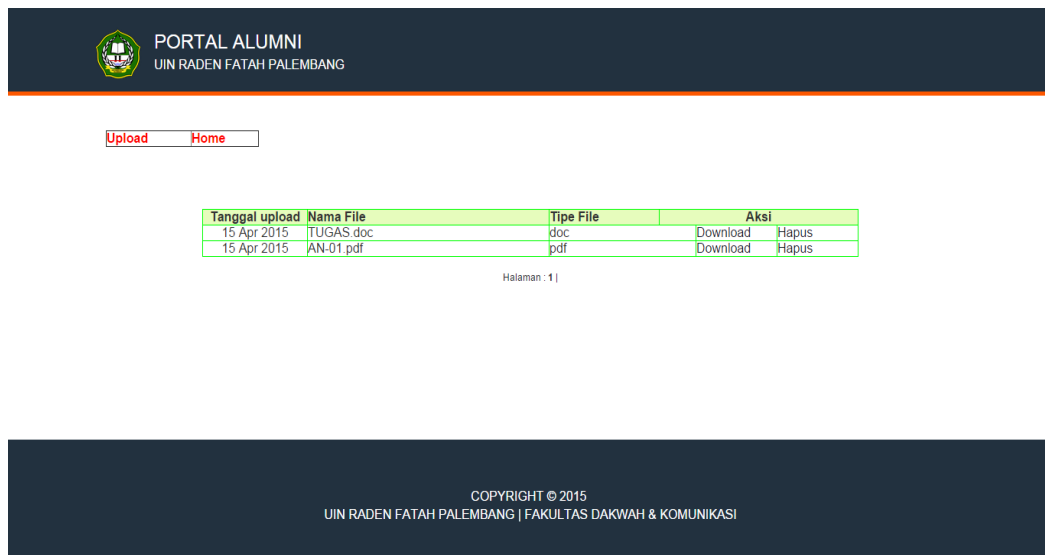 PORTAL ALUMNI
UIN RADEN FATAH PALEMBANG
Upload Home
Tanggal upload Nama File Tipe File Aksi
15 Apr 2015 TUGAS.doc doc Download Hapus
15 Apr 2015 AN-01.pdf pdf Download Hapus
Halaman : 1 |
COPYRIGHT © 2015
UIN RADEN FATAH PALEMBANG | FAKULTAS DAKWAH & KOMUNIKASI